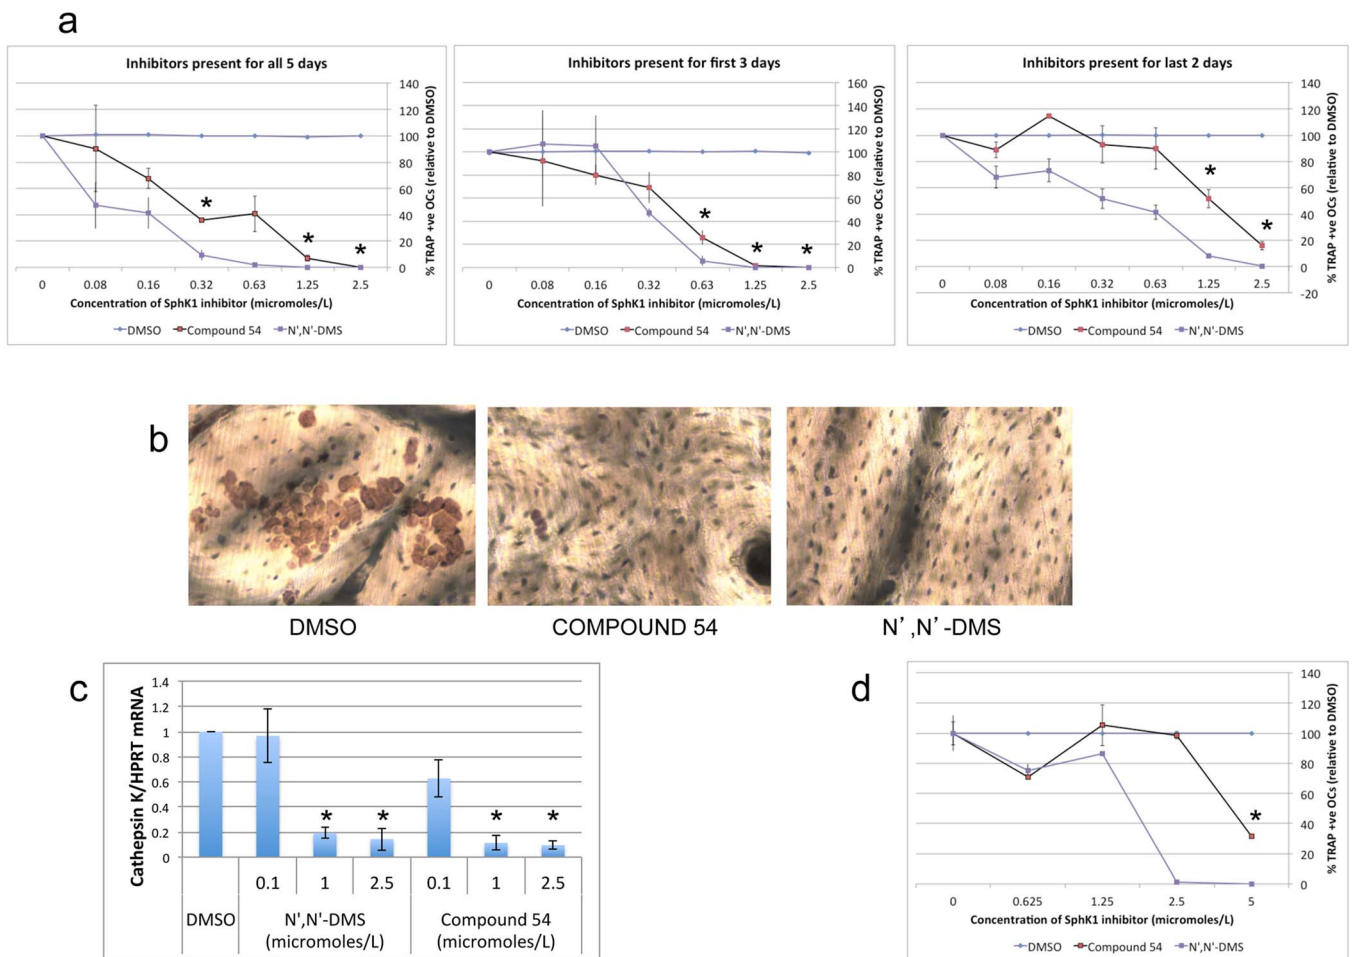 a
Inhibitors present for all 5 days
140
120
100
80
60
40
20
0
% TRAP +ve OCs (relative to DMSO)
0 0.08 0.16 0.32 0.63 1.25 2.5
* * *
Concentration of SphK1 inhibitor (micromoles/L)
DMSO Compound 54 N',N'-DMS
Inhibitors present for first 3 days
160
140
120
100
80
60
40
20
0
% TRAP +ve OCs (relative to DMSO)
0 0.08 0.16 0.32 0.63 1.25 2.5
* * *
Concentration of SphK1 inhibitor (micromoles/L)
DMSO Compound 54 N',N'-DMS
Inhibitors present for last 2 days
140
120
100
80
60
40
20
0
-20
% TRAP +ve OCs (relative to DMSO)
0 0.08 0.16 0.32 0.63 1.25 2.5
* *
Concentration of SphK1 inhibitor (micromoles/L)
DMSO Compound 54 N',N'-DMS
b
DMSO COMPOUND 54 N',N'-DMS
c
Cathepsin K/HPRT mRNA
1.4
1.2
1
0.8
0.6
0.4
0.2
0
* * * *
0.1 1 2.5 0.1 1 2.5
DMSO N',N'-DMS Compound 54
(micromoles/L) (micromoles/L)
d
140
120
100
80
60
40
20
0
% TRAP +ve OCs (relative to DMSO)
*
0 0.625 1.25 2.5 5
Concentration of SphK1 inhibitor (micromoles/L)
DMSO Compound 54 N',N'-DMS